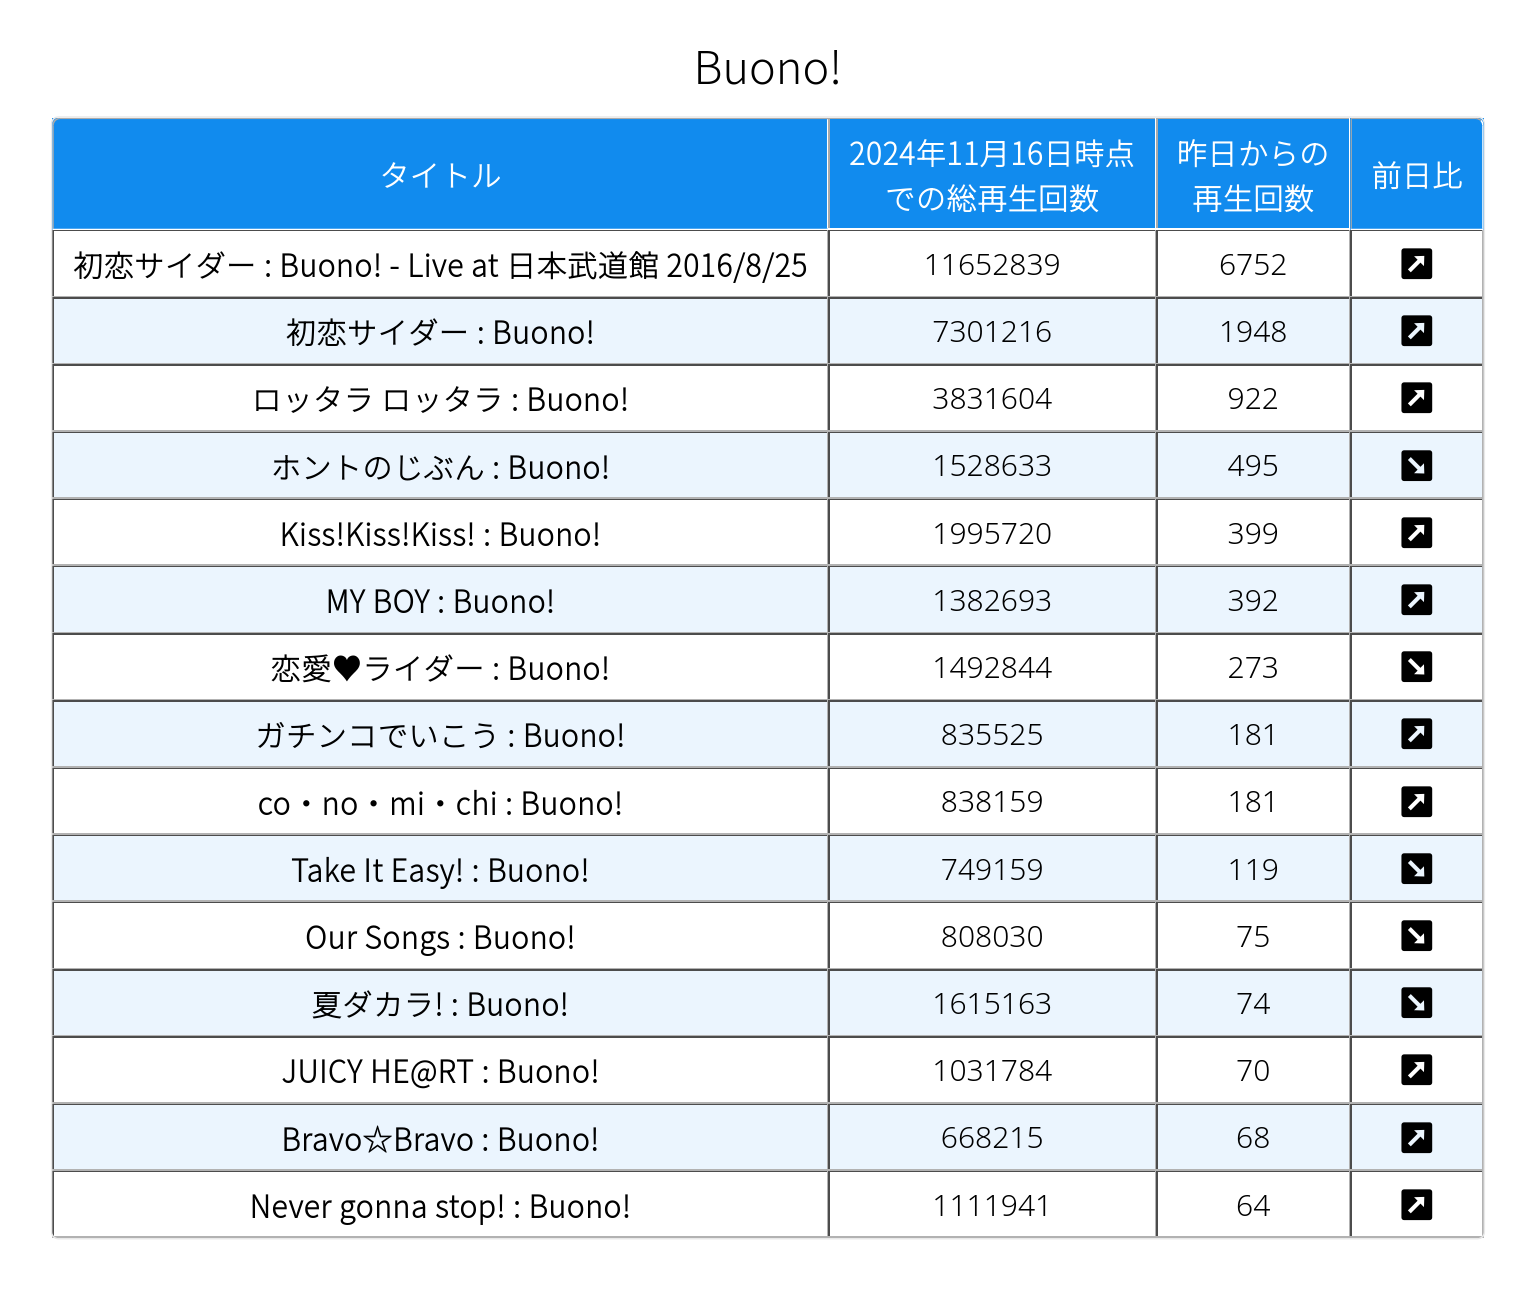 Buono!
タイトル 2024年11月16日時点での総再生回数 昨日からの再生回数 前日比
初恋サイダー : Buono! - Live at 日本武道館 2016/8/25 11652839 6752 ↗
初恋サイダー : Buono! 7301216 1948 ↗
ロッタラ ロッタラ : Buono! 3831604 922 ↗
ホントのじぶん : Buono! 1528633 495 ↘
Kiss!Kiss!Kiss! : Buono! 1995720 399 ↗
MY BOY : Buono! 1382693 392 ↗
恋愛♥ライダー : Buono! 1492844 273 ↘
ガチンコでいこう : Buono! 835525 181 ↗
co・no・mi・chi : Buono! 838159 181 ↗
Take It Easy! : Buono! 749159 119 ↘
Our Songs : Buono! 808030 75 ↘
夏ダカラ! : Buono! 1615163 74 ↘
JUICY HE@RT : Buono! 1031784 70 ↗
Bravo☆Bravo : Buono! 668215 68 ↗
Never gonna stop! : Buono! 1111941 64 ↗